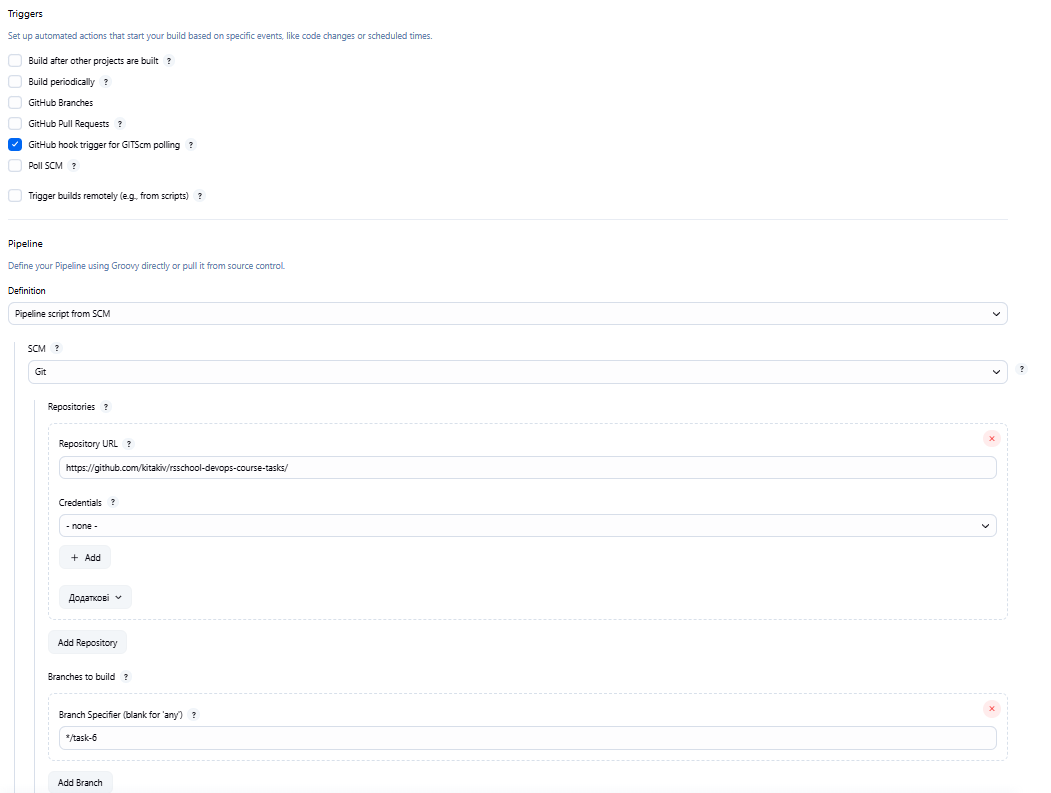 Triggers
Set up automated actions that start your build based on specific events, like code changes or scheduled times.
Build after other projects are built ?
Build periodically ?
GitHub Branches
GitHub Pull Requests ?
GitHub hook trigger for GITScm polling ?
Poll SCM ?
Trigger builds remotely (e.g., from scripts) ?
Pipeline
Define your Pipeline using Groovy directly or pull it from source control.
Definition
Pipeline script from SCM
SCM ?
Git
?
Repositories ?
Repository URL ?
https://github.com/kitakiv/rsschool-devops-course-tasks/
Credentials ?
- none -
+ Add
Додаткові
Add Repository
Branches to build ?
Branch Specifier (blank for 'any') ?
*/task-6
Add Branch